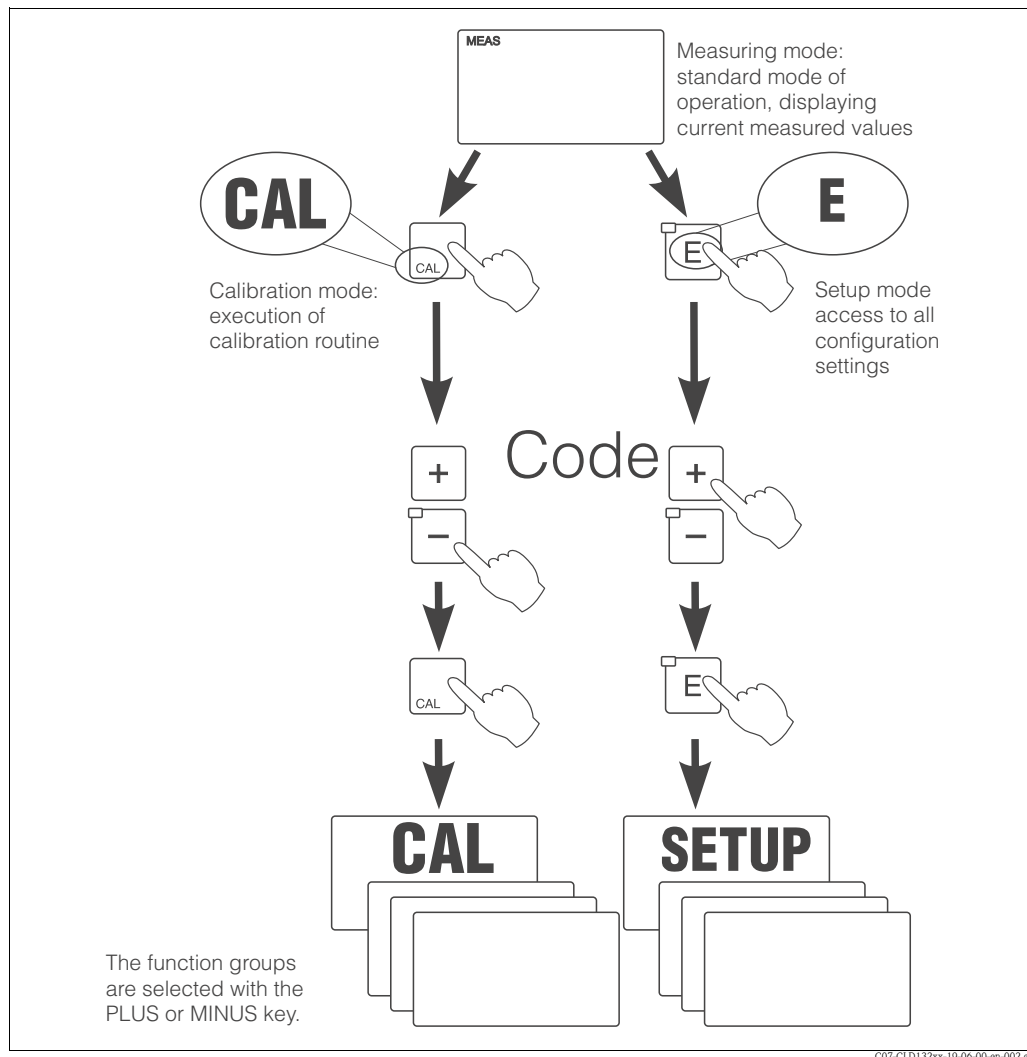 MEAS
Measuring mode:
standard mode of
operation, displaying
current measured values
CAL
E
CAL
E
Calibration mode:
execution of
calibration routine
Setup mode
access to all
configuration
settings
Code
+
+
−
−
CAL
E
CAL
SETUP
The function groups
are selected with the
PLUS or MINUS key.